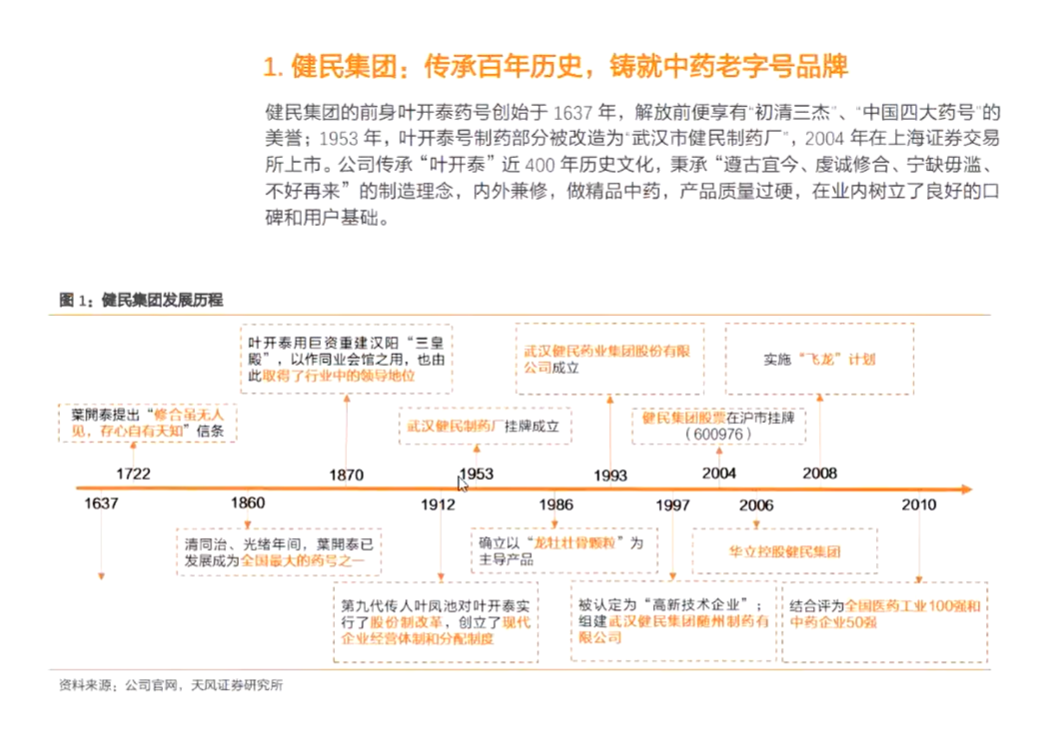 1. 健民集团：传承百年历史，铸就中药老字号品牌
健民集团的前身叶开泰药号创始于 1637 年，解放前便享有“初清三杰”、“中国四大药号”的
美誉；1953 年，叶开泰号制药部分被改造为“武汉市健民制药厂”，2004 年在上海证券交易
所上市。公司传承“叶开泰”近 400 年历史文化，秉承“遵古宜今、虔诚修合、宁缺毋滥、
不好再来”的制造理念，内外兼修，做精品中药，产品质量过硬，在业内树立了良好的口
碑和用户基础。
图 1：健民集团发展历程
叶开泰用巨资重建汉阳“三皇
殿”，以作同业会馆之用，也由
此取得了行业中的领导地位
武汉健民药业集团股份有限
公司成立
实施“飞龙”计划
葉開泰提出“修合虽无人
见，存心自有天知”信条
武汉健民制药厂挂牌成立
健民集团股票在沪市挂牌
（600976）
1722
1870
1953
1993
2004
2008
1637
1860
1912
1986
1997
2006
2010
清同治、光绪年间，葉開泰已
发展成为全国最大的药号之一
确立以“龙牡壮骨颗粒”为
主导产品
华立控股健民集团
第九代传人叶凤池对叶开泰实
行了股份制改革，创立了现代
企业经营体制和分配制度
被认定为“高新技术企业”；
组建武汉健民集团随州制药有
限公司
结合评为全国医药工业100强和
中药企业50强
资料来源：公司官网，天风证券研究所